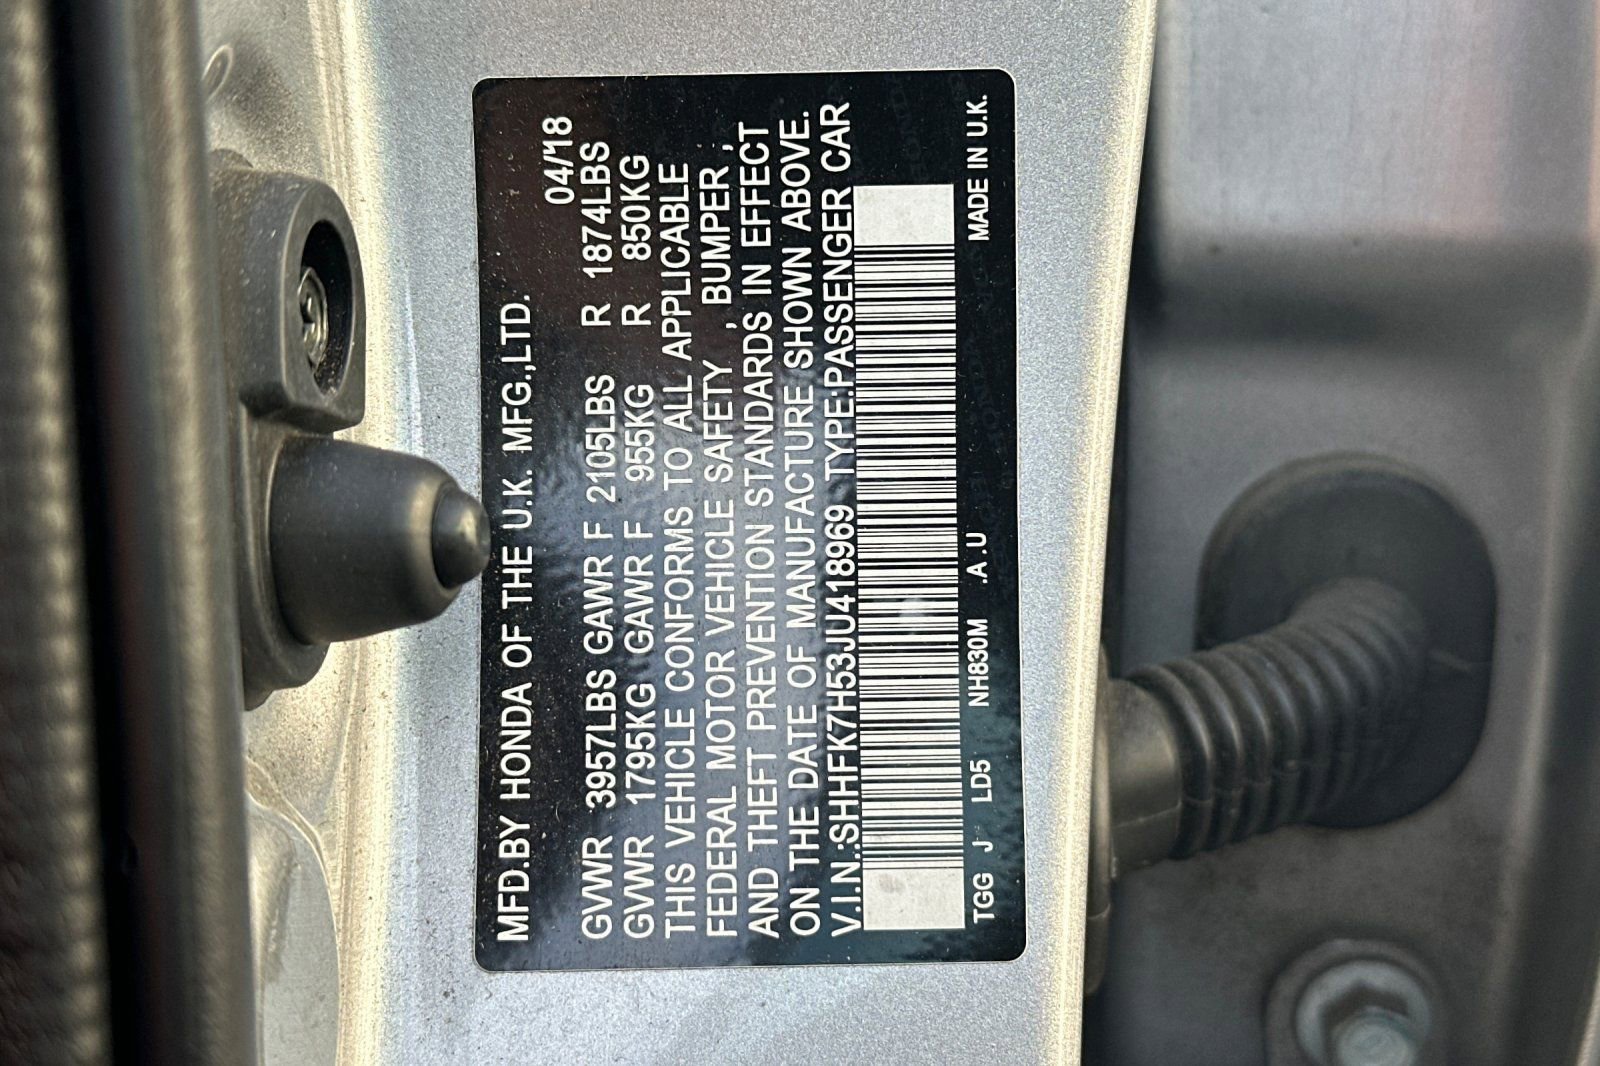 MFD.BY HONDA OF THE U.K. MFG.,LTD.
04/18
GVWR 3957LBS GAWR F 2105LBS R 1874LBS
GVWR 1795KG GAWR F 955KG R 850KG
THIS VEHICLE CONFORMS TO ALL APPLICABLE
FEDERAL MOTOR VEHICLE SAFETY , BUMPER ,
AND THEFT PREVENTION STANDARDS IN EFFECT
ON THE DATE OF MANUFACTURE SHOWN ABOVE.
V.I.N.:SHHFK7H53JU418969 TYPE:PASSENGER CAR
TGG J LD5 NH830M .A.U MADE IN U.K.